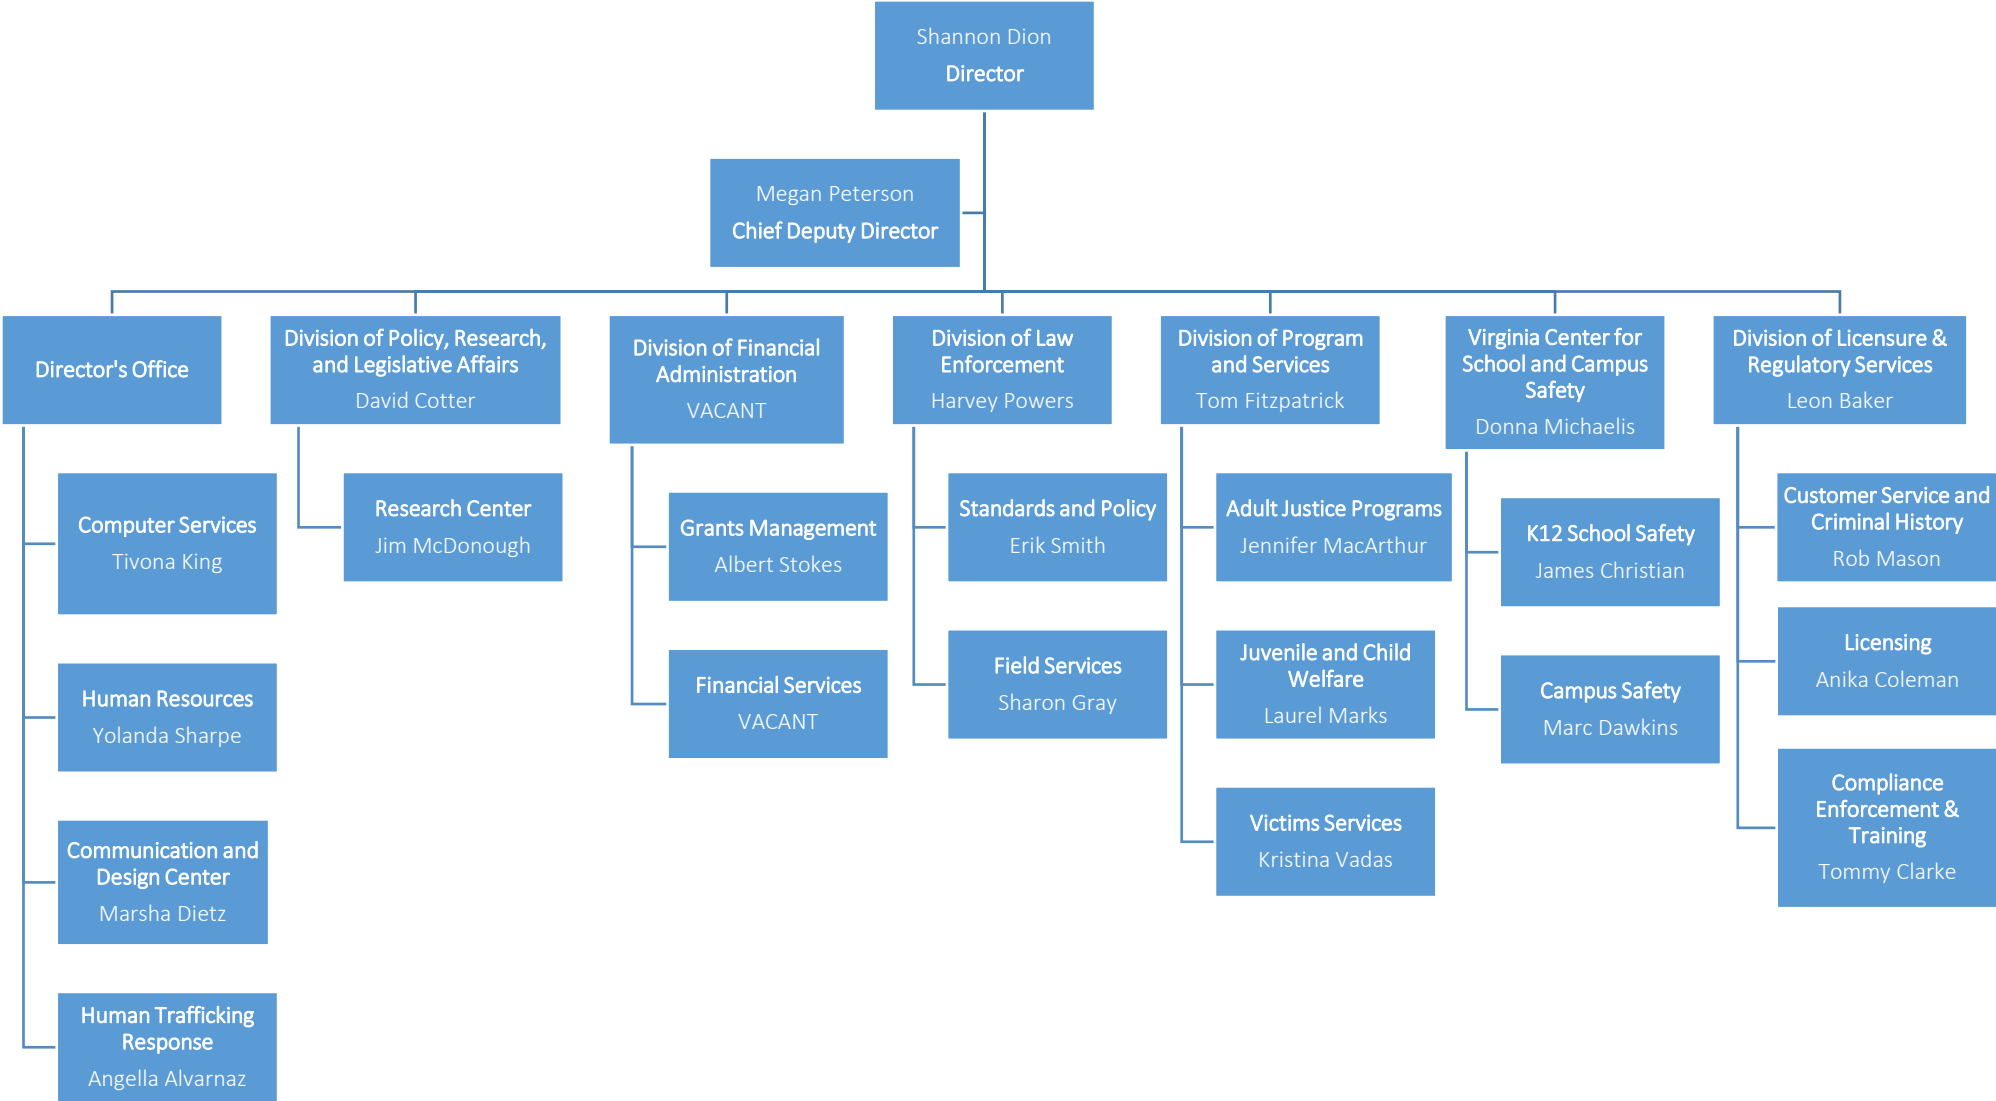 Shannon Dion
Director
Megan Peterson
Chief Deputy Director
Director's Office
Computer Services
Tivona King
Human Resources
Yolanda Sharpe
Communication and
Design Center
Marsha Dietz
Human Trafficking
Response
Angella Alvarnaz
Division of Policy, Research,
and Legislative Affairs
David Cotter
Research Center
Jim McDonough
Division of Financial
Administration
VACANT
Grants Management
Albert Stokes
Financial Services
VACANT
Division of Law
Enforcement
Harvey Powers
Standards and Policy
Erik Smith
Field Services
Sharon Gray
Division of Program
and Services
Tom Fitzpatrick
Adult Justice Programs
Jennifer MacArthur
Juvenile and Child
Welfare
Laurel Marks
Victims Services
Kristina Vadas
Virginia Center for
School and Campus
Safety
Donna Michaelis
K12 School Safety
James Christian
Campus Safety
Marc Dawkins
Division of Licensure &
Regulatory Services
Leon Baker
Customer Service and
Criminal History
Rob Mason
Licensing
Anika Coleman
Compliance
Enforcement &
Training
Tommy Clarke